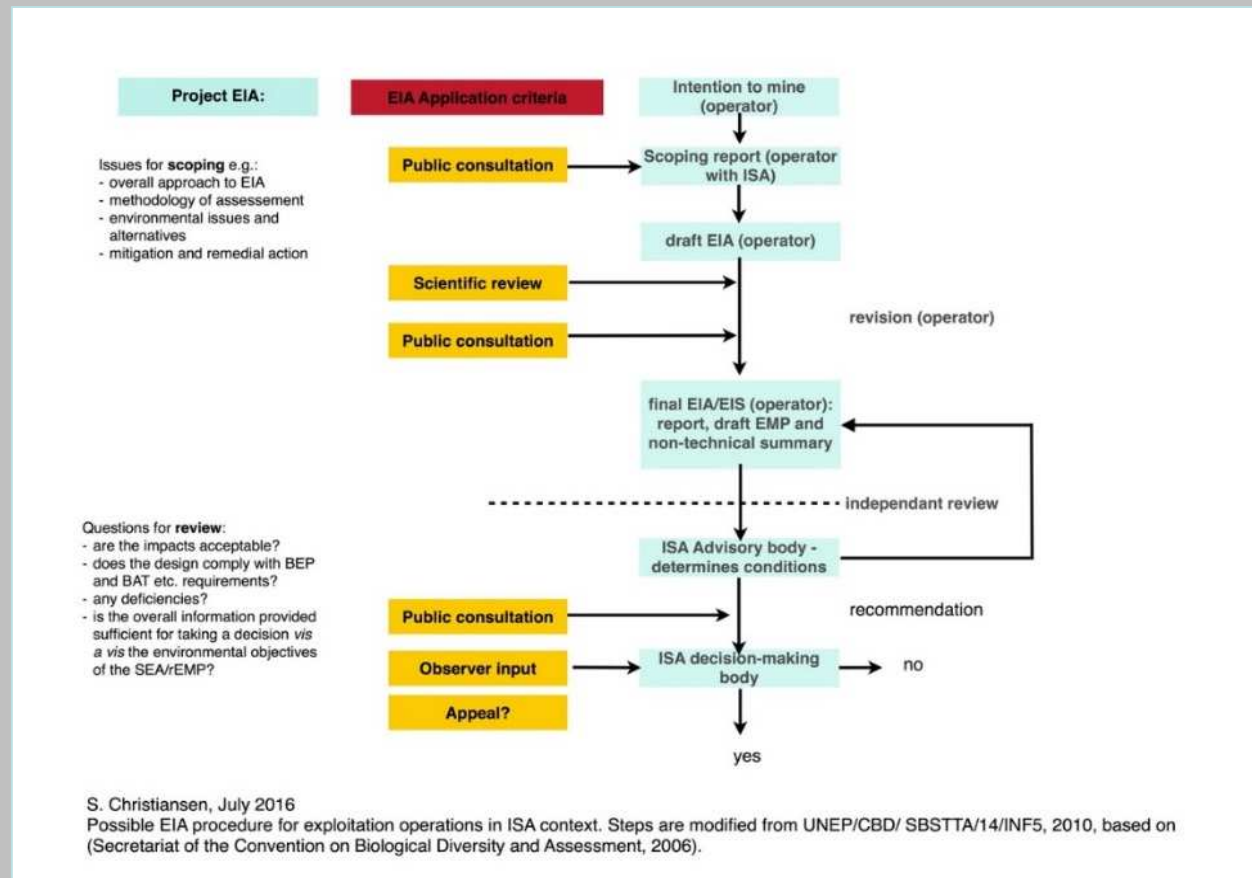 Project EIA:
EIA Application criteria
Intention to mine
(operator)
Issues for scoping e.g.:
- overall approach to EIA
- methodology of assessement
- environmental issues and
alternatives
- mitigation and remedial action
Public consultation
Scoping report (operator
with ISA)
draft EIA (operator)
Scientific review
revision (operator)
Public consultation
final EIA/EIS (operator):
report, draft EMP and
non-technical summary
independant review
Questions for review:
- are the impacts acceptable?
- does the design comply with BEP
and BAT etc. requirements?
- any deficiencies?
- is the overall information provided
sufficient for taking a decision vis
a vis the environmental objectives
of the SEA/rEMP?
ISA Advisory body -
determines conditions
Public consultation
recommendation
Observer input
ISA decision-making
body
no
Appeal?
yes
S. Christiansen, July 2016
Possible EIA procedure for exploitation operations in ISA context. Steps are modified from UNEP/CBD/ SBSTTA/14/INF5, 2010, based on
(Secretariat of the Convention on Biological Diversity and Assessment, 2006).